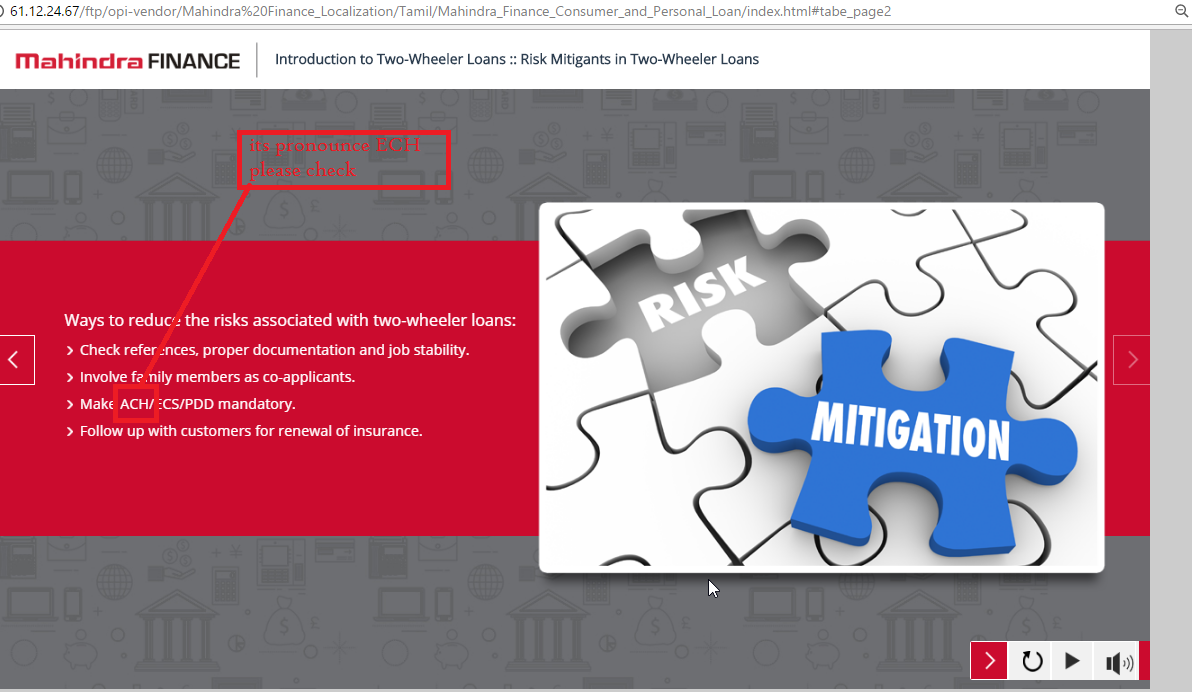 61.12.24.67/ftp/opi-vendor/Mahindra%20Finance_Localization/Tamil/Mahindra_Finance_Consumer_and_Personal_Loan/index.html#tabe_page2
Mahindra FINANCE
Introduction to Two-Wheeler Loans :: Risk Mitigants in Two-Wheeler Loans
its pronounce ECH
please check
RISK
MITIGATION
Ways to reduce the risks associated with two-wheeler loans:
Check references, proper documentation and job stability.
Involve family members as co-applicants.
Make ACH/ECS/PDD mandatory.
Follow up with customers for renewal of insurance.